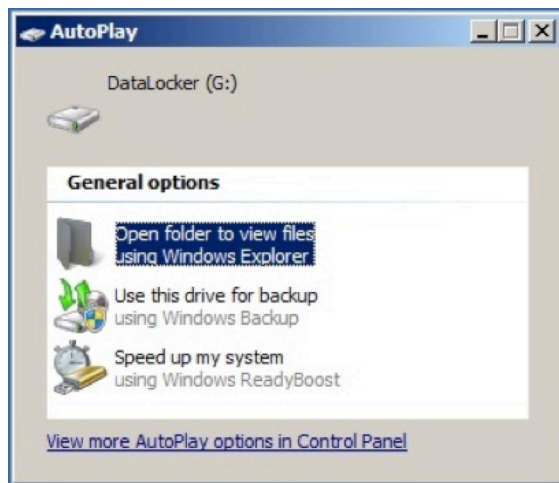 AutoPlay
DataLocker (G:)
General options
Open folder to view files
using Windows Explorer
Use this drive for backup
using Windows Backup
Speed up my system
using Windows ReadyBoost
View more AutoPlay options in Control Panel